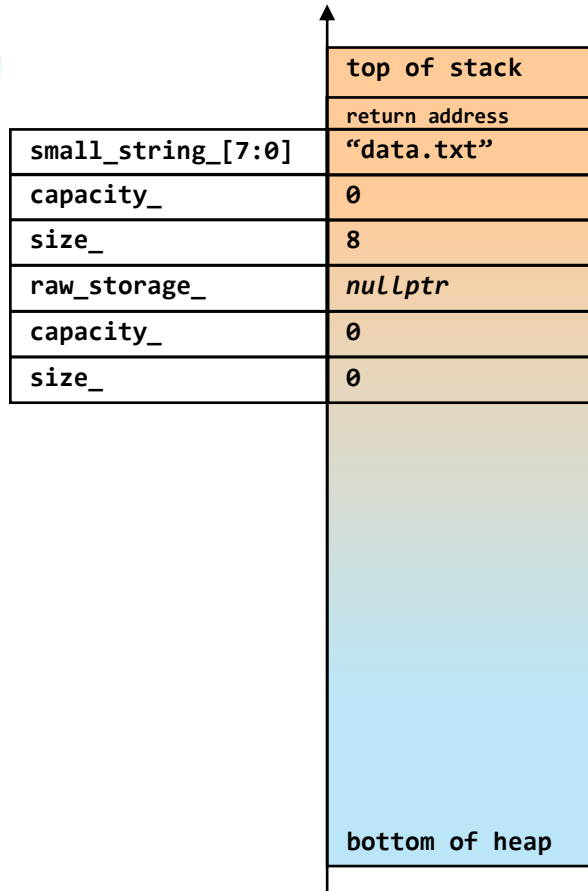 top of stack
return address
small_string_[7:0] “data.txt”
capacity_ 0
size_ 8
raw_storage_ nullptr
capacity_ 0
size_ 0
bottom of heap